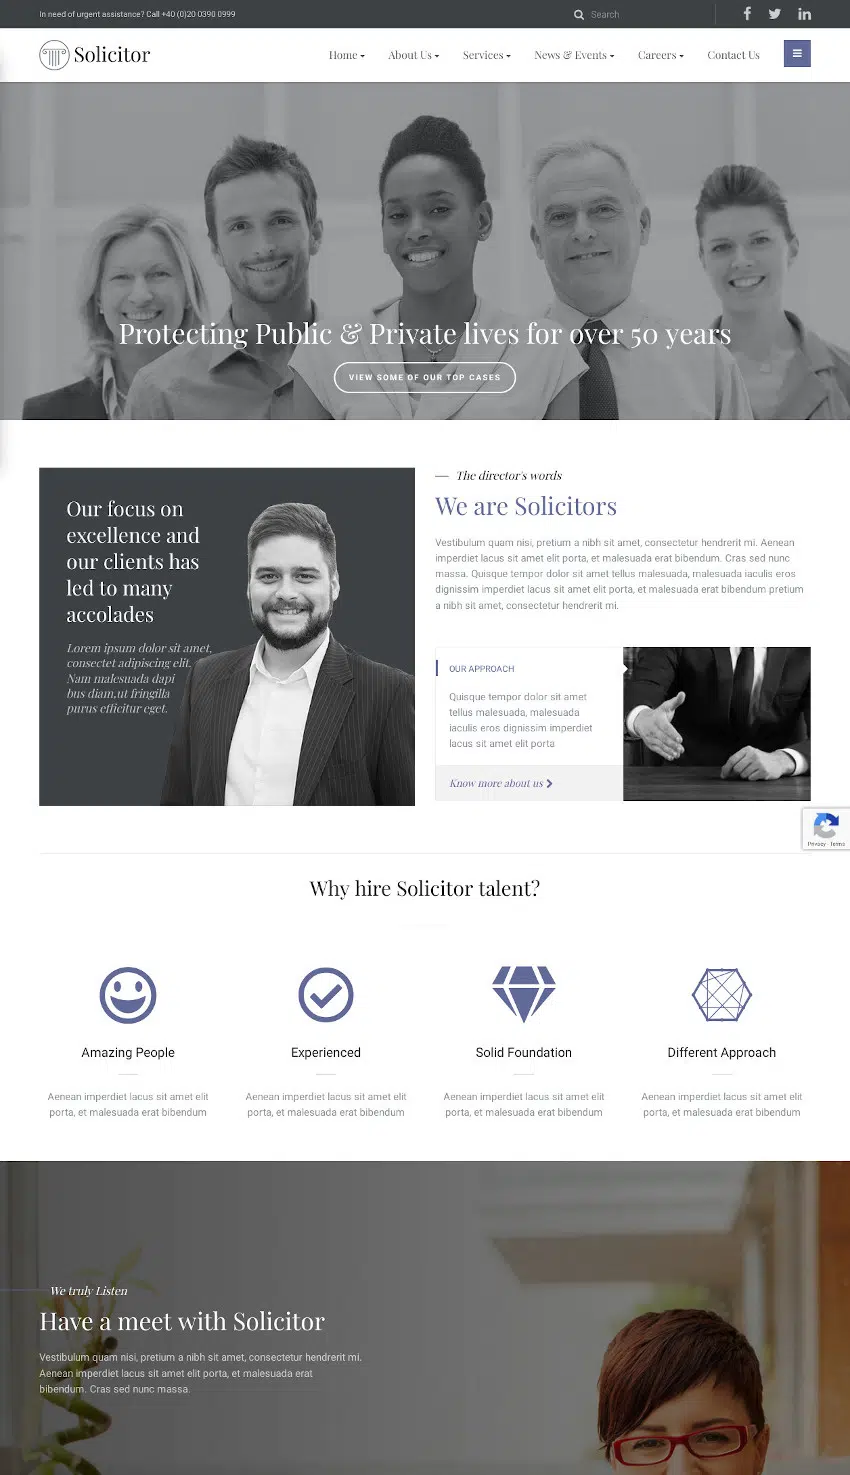 In need of urgent assistance? Call +40 (0)20 0390 0999
Search
Solicitor
Home
About Us
Services
News & Events
Careers
Contact Us
Protecting Public & Private lives for over 50 years
VIEW SOME OF OUR TOP CASES
Our focus on
excellence and
our clients has
led to many
accolades
Lorem ipsum dolor sit amet,
consectet adipiscing elit.
Nam malesuada dapi
bus diam,ut fringilla
purus efficitur eget.
The director's words
We are Solicitors
Vestibulum quam nisi, pretium a nibh sit amet, consectetur hendrerit mi. Aenean
imperdiet lacus sit amet elit porta, et malesuada erat bibendum. Cras sed nunc
massa. Quisque tempor dolor sit amet tellus malesuada, malesuada iaculis eros
dignissim imperdiet lacus sit amet elit porta, et malesuada erat bibendum pretium
a nibh sit amet, consectetur hendrerit mi.
OUR APPROACH
Quisque tempor dolor sit amet
tellus malesuada, malesuada
iaculis eros dignissim imperdiet
lacus sit amet elit porta
Know more about us
Privacy - Terms
Why hire Solicitor talent?
Amazing People
Experienced
Solid Foundation
Different Approach
Aenean imperdiet lacus sit amet elit
porta, et malesuada erat bibendum
Aenean imperdiet lacus sit amet elit
porta, et malesuada erat bibendum
Aenean imperdiet lacus sit amet elit
porta, et malesuada erat bibendum
Aenean imperdiet lacus sit amet elit
porta, et malesuada erat bibendum
We truly Listen
Have a meet with Solicitor
Vestibulum quam nisi, pretium a nibh sit amet, consectetur hendrerit mi.
Aenean imperdiet lacus sit amet elit porta, et malesuada erat
bibendum. Cras sed nunc massa.